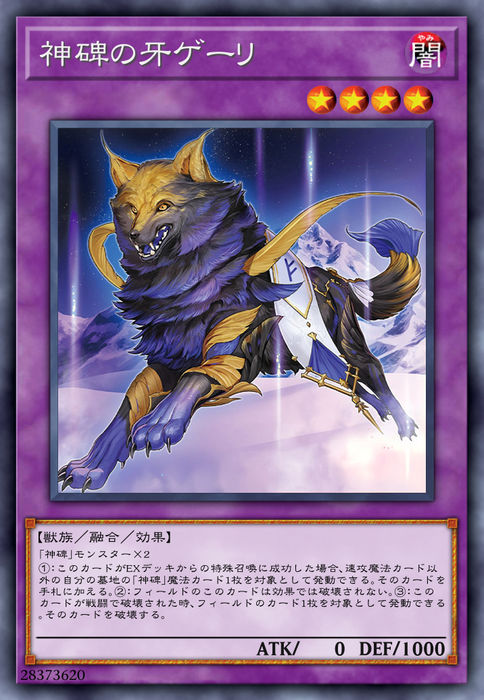 神碑の牙ゲーリ
やみ
闇
【獣族／融合／効果】
「神碑」モンスター×2
①：このカードがEXデッキからの特殊召喚に成功した場合、速攻魔法カード以
外の自分の墓地の「神碑」魔法カード1枚を対象として発動できる。そのカードを
手札に加える。②：フィールドのこのカードは効果では破壊されない。③：この
カードが戦闘で破壊された時、フィールドのカード1枚を対象として発動できる
。そのカードを破壊する。
ATK/ 0 DEF/1000
28373620